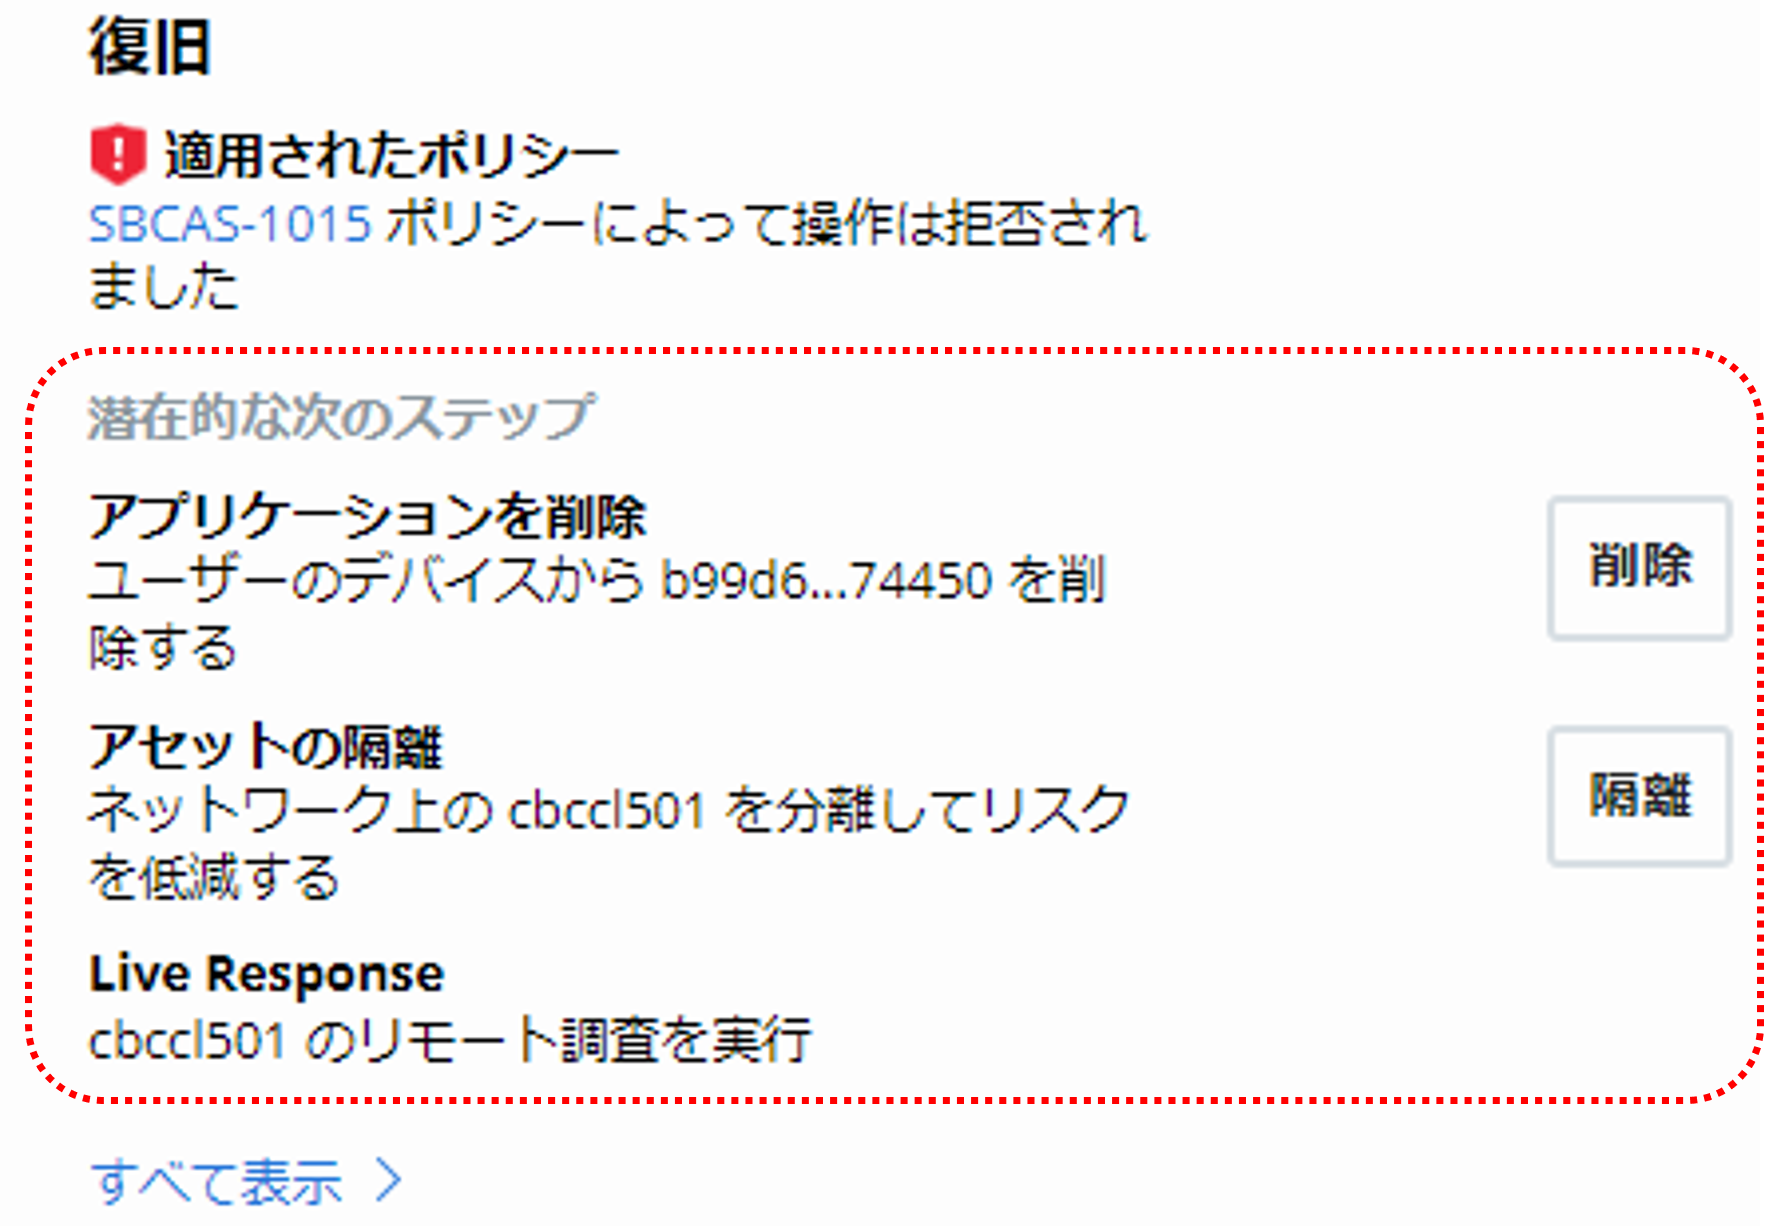 復旧
適用されたポリシー
SBCAS-1015 ポリシーによって操作は拒否され
ました
潜在的な次のステップ
アプリケーションを削除
ユーザーのデバイスから b99d6...74450 を削
除する
削除
アセットの隔離
ネットワーク上の cbccl501 を分離してリスク
を低減する
隔離
Live Response
cbccl501 のリモート調査を実行
すべて表示